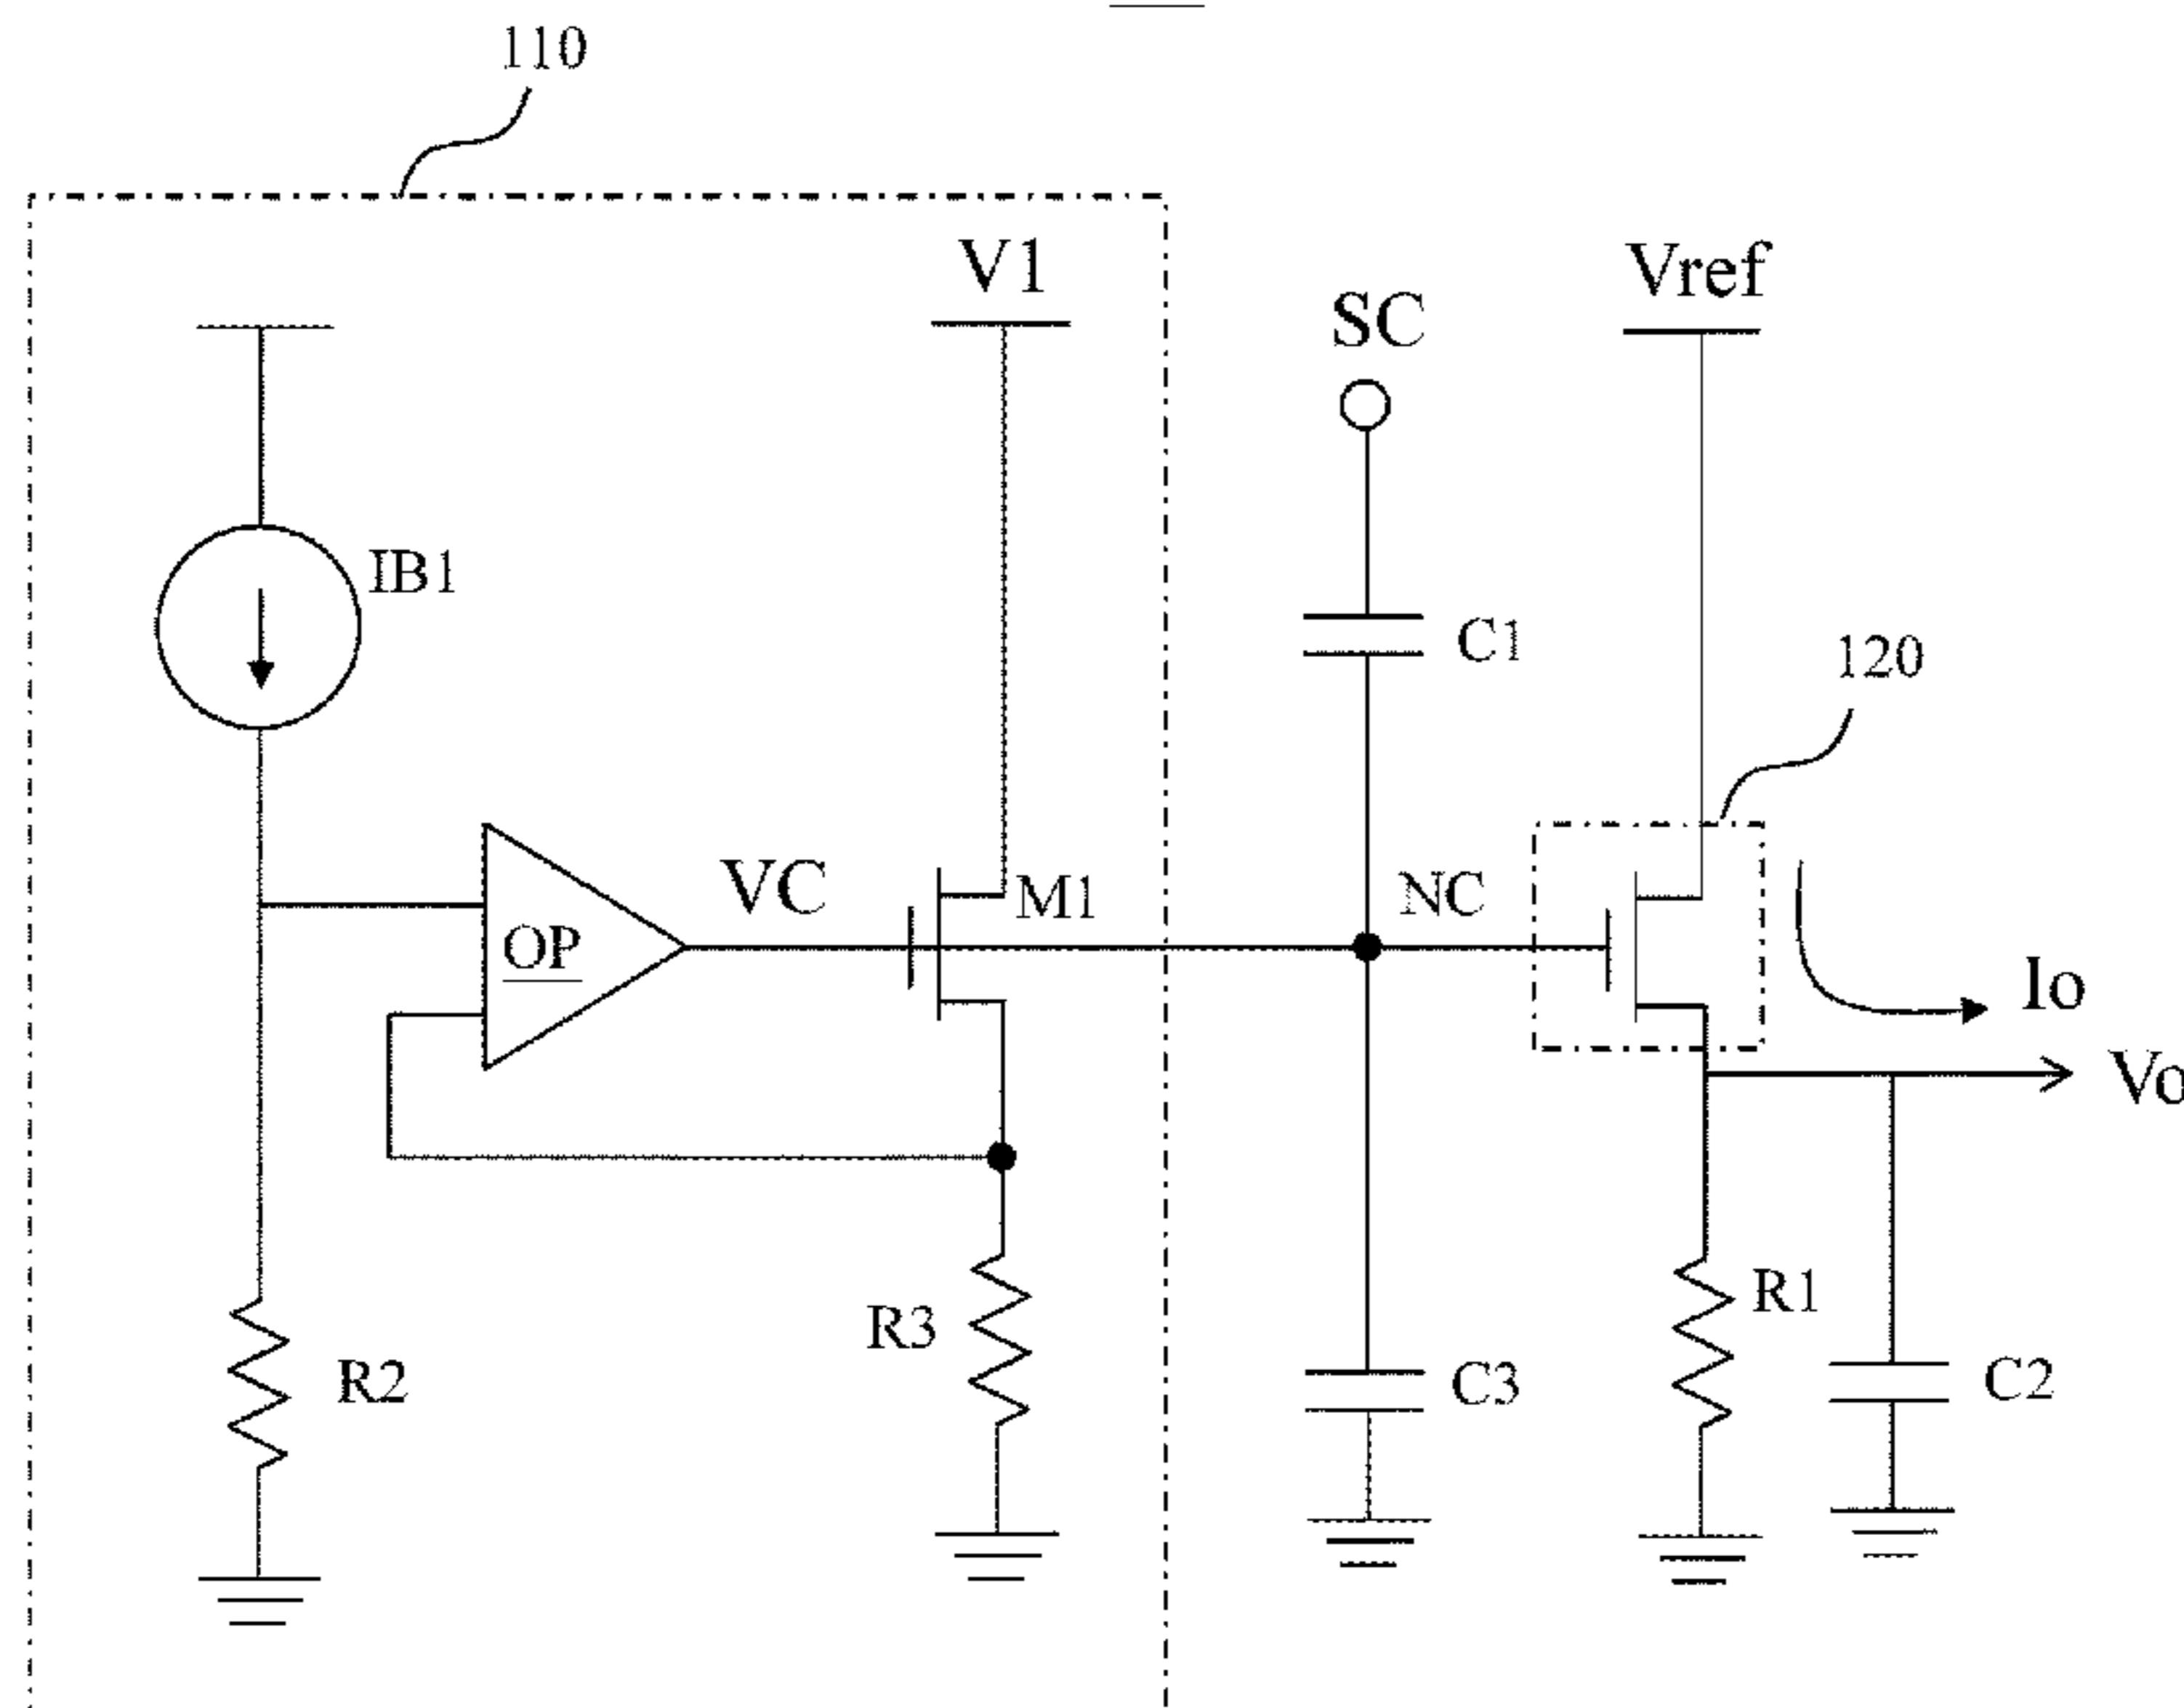 110
V1
Vref
SC
IB1
C1
120
VC
M1
NC
OP
Io
Vo
R1
R3
R2
C3
C2